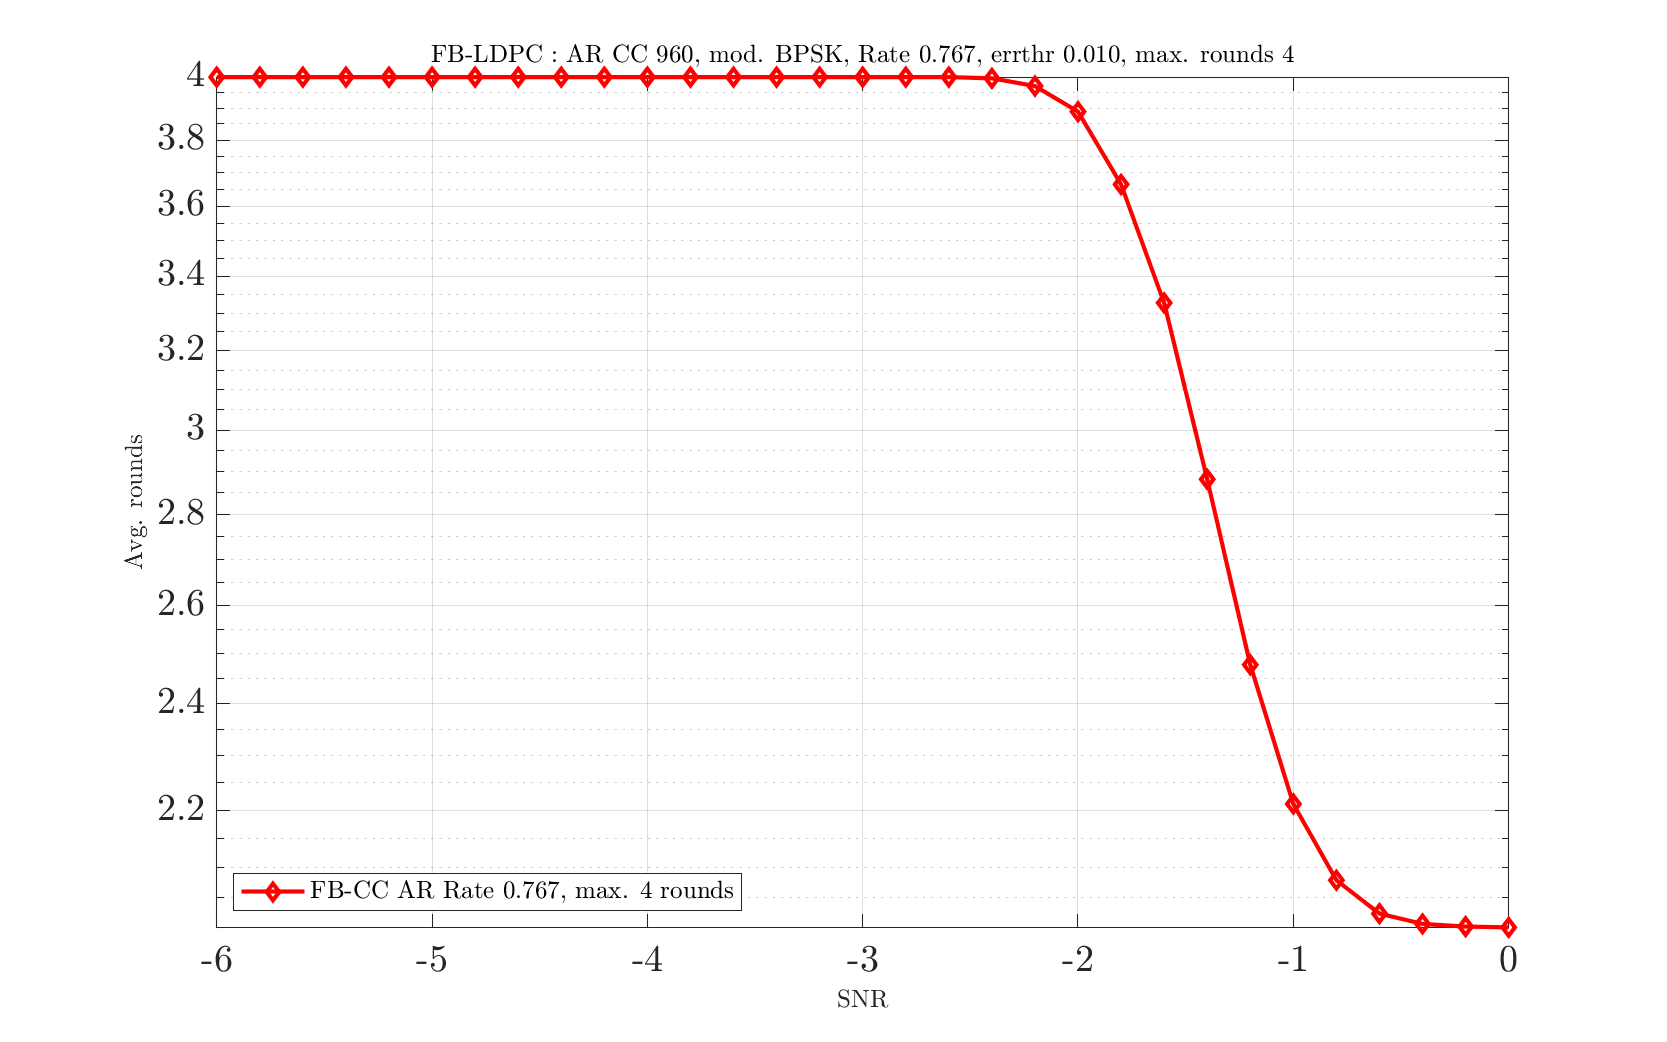 FB-LDPC : AR CC 960, mod. BPSK, Rate 0.767, errthr 0.010, max. rounds 4
4
3.8
3.6
3.4
3.2
3
2.8
2.6
2.4
2.2
Avg. rounds
FB-CC AR Rate 0.767, max. 4 rounds
-6 -5 -4 -3 -2 -1 0
SNR